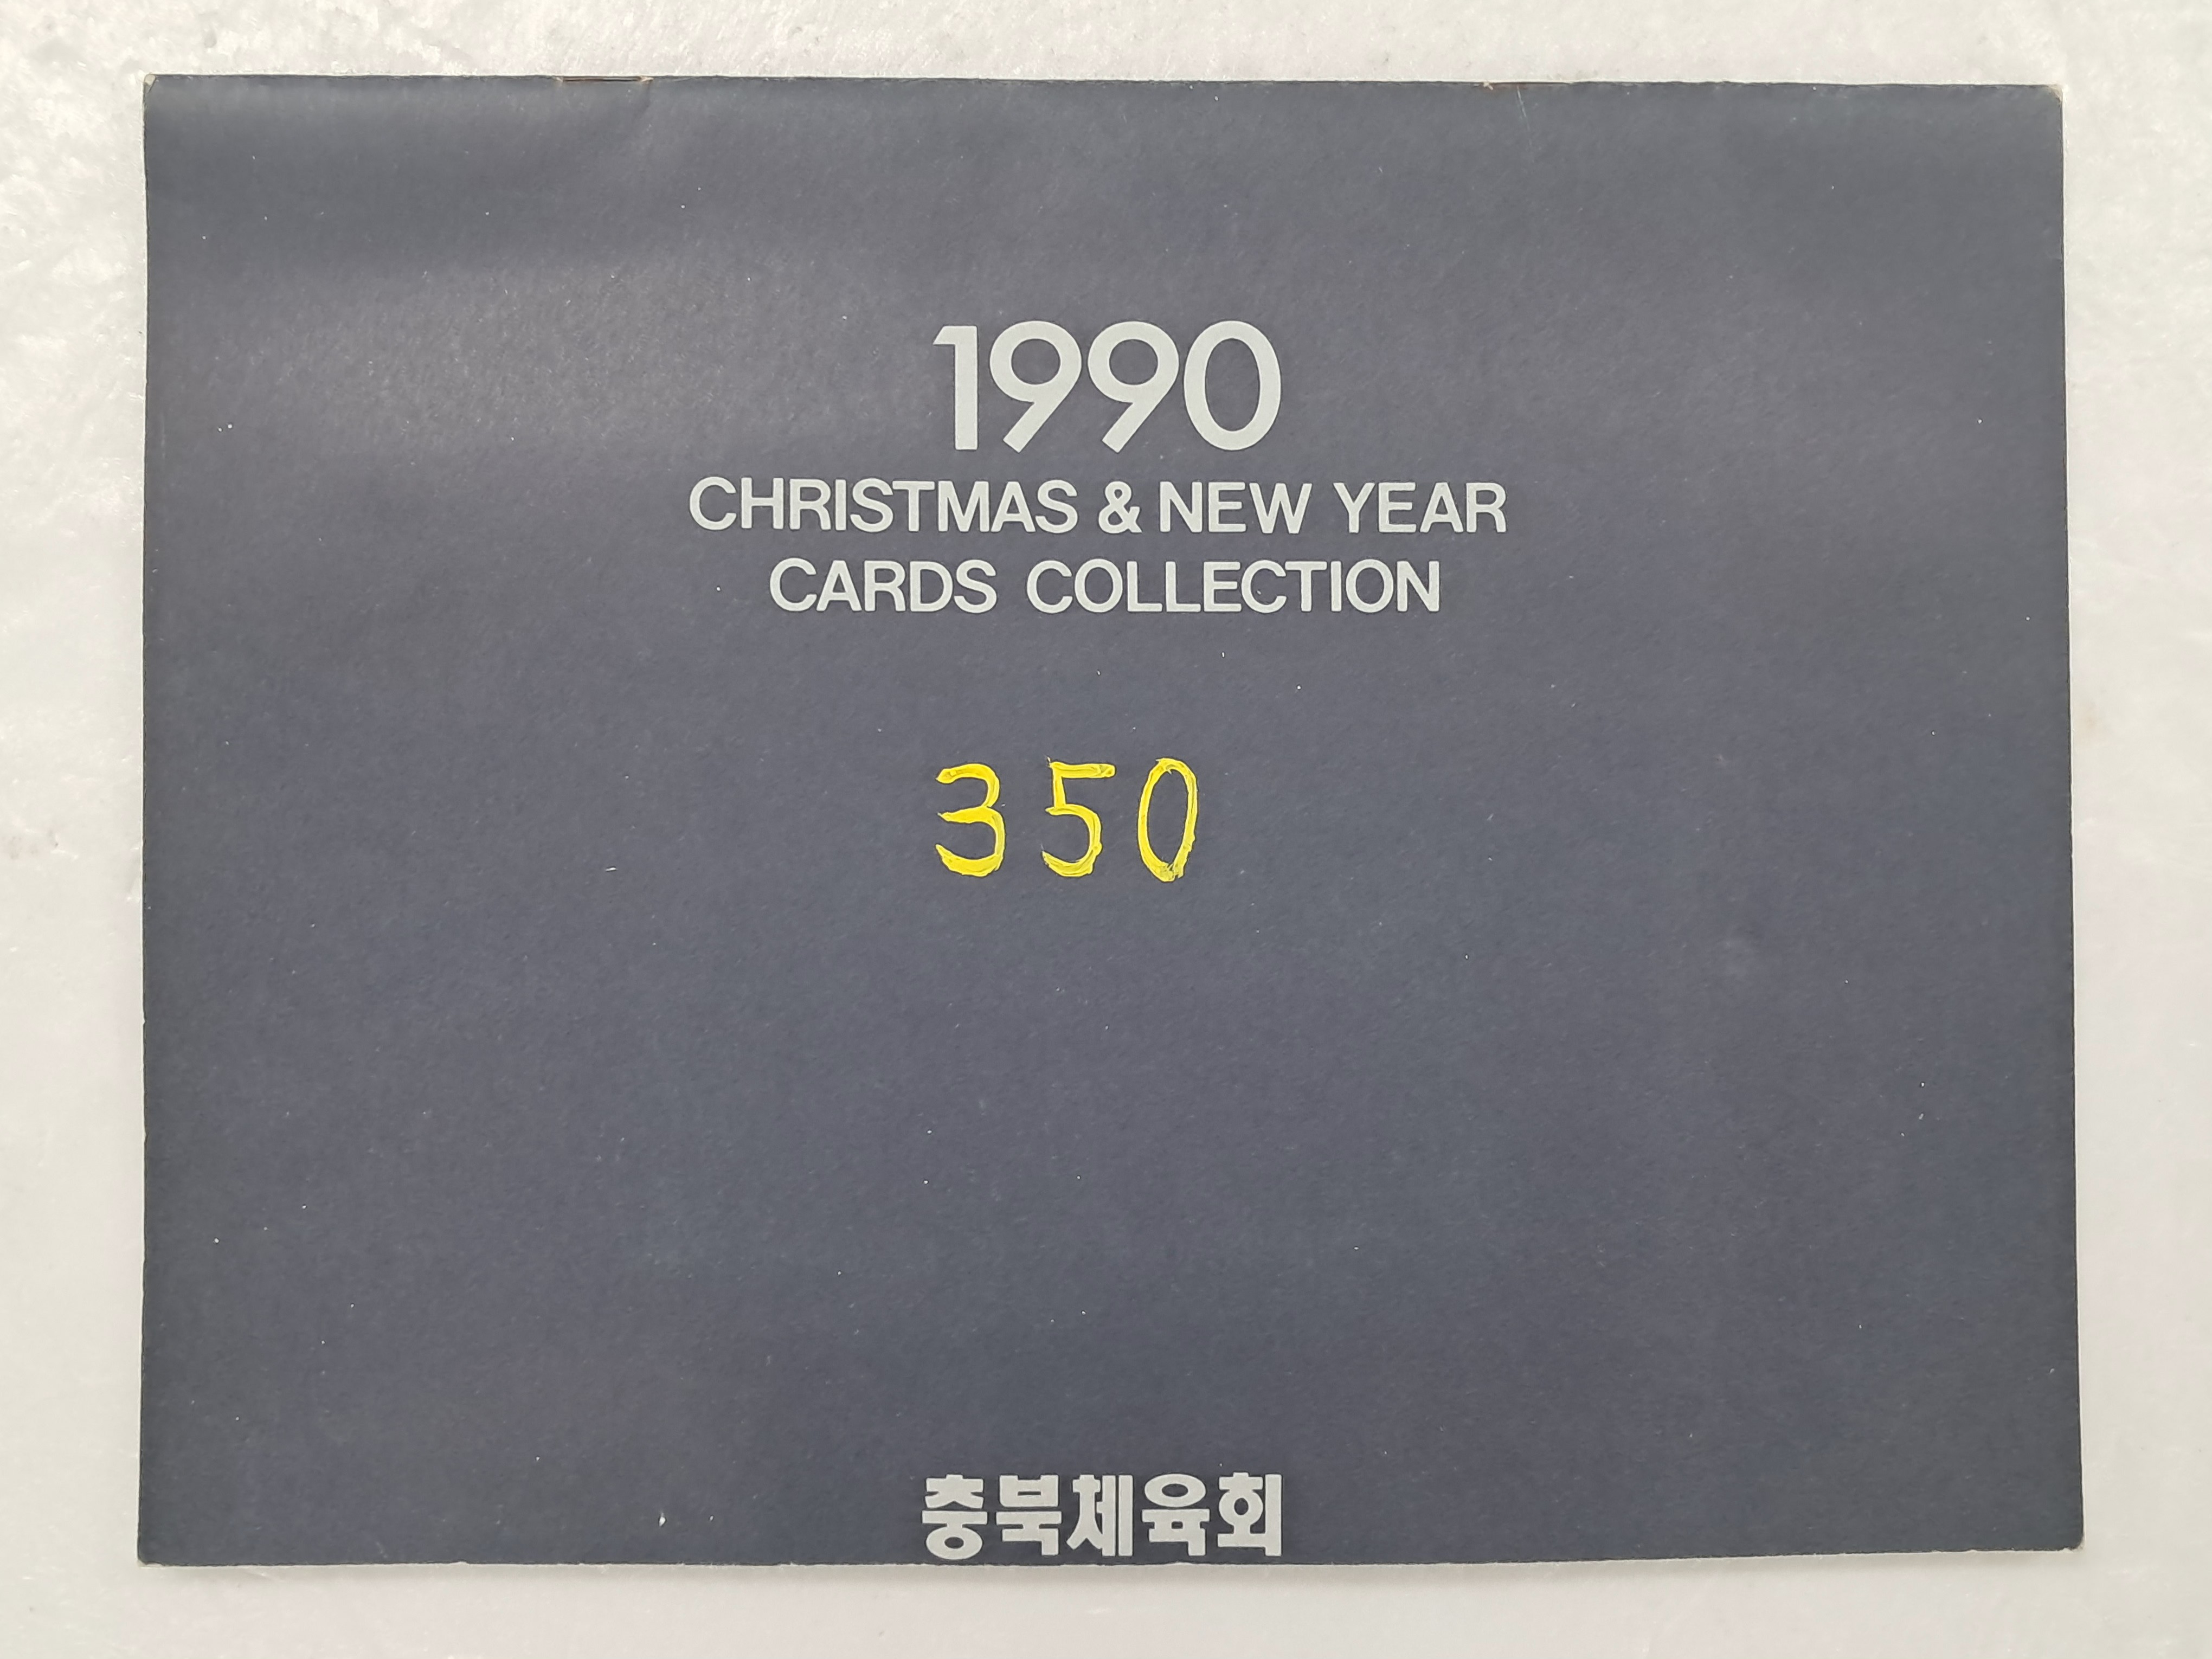 1990
CHRISTMAS & NEW YEAR
CARDS COLLECTION
350
충북체육회